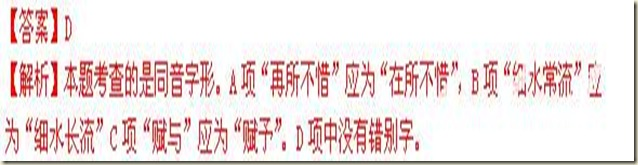 【答案】D
【解析】本题考查的是同音字形。A项“再所不惜”应为“在所不惜”，B项“细水常流”应
为“细水长流”C项“赋与”应为“赋予”。D项中没有错别字。